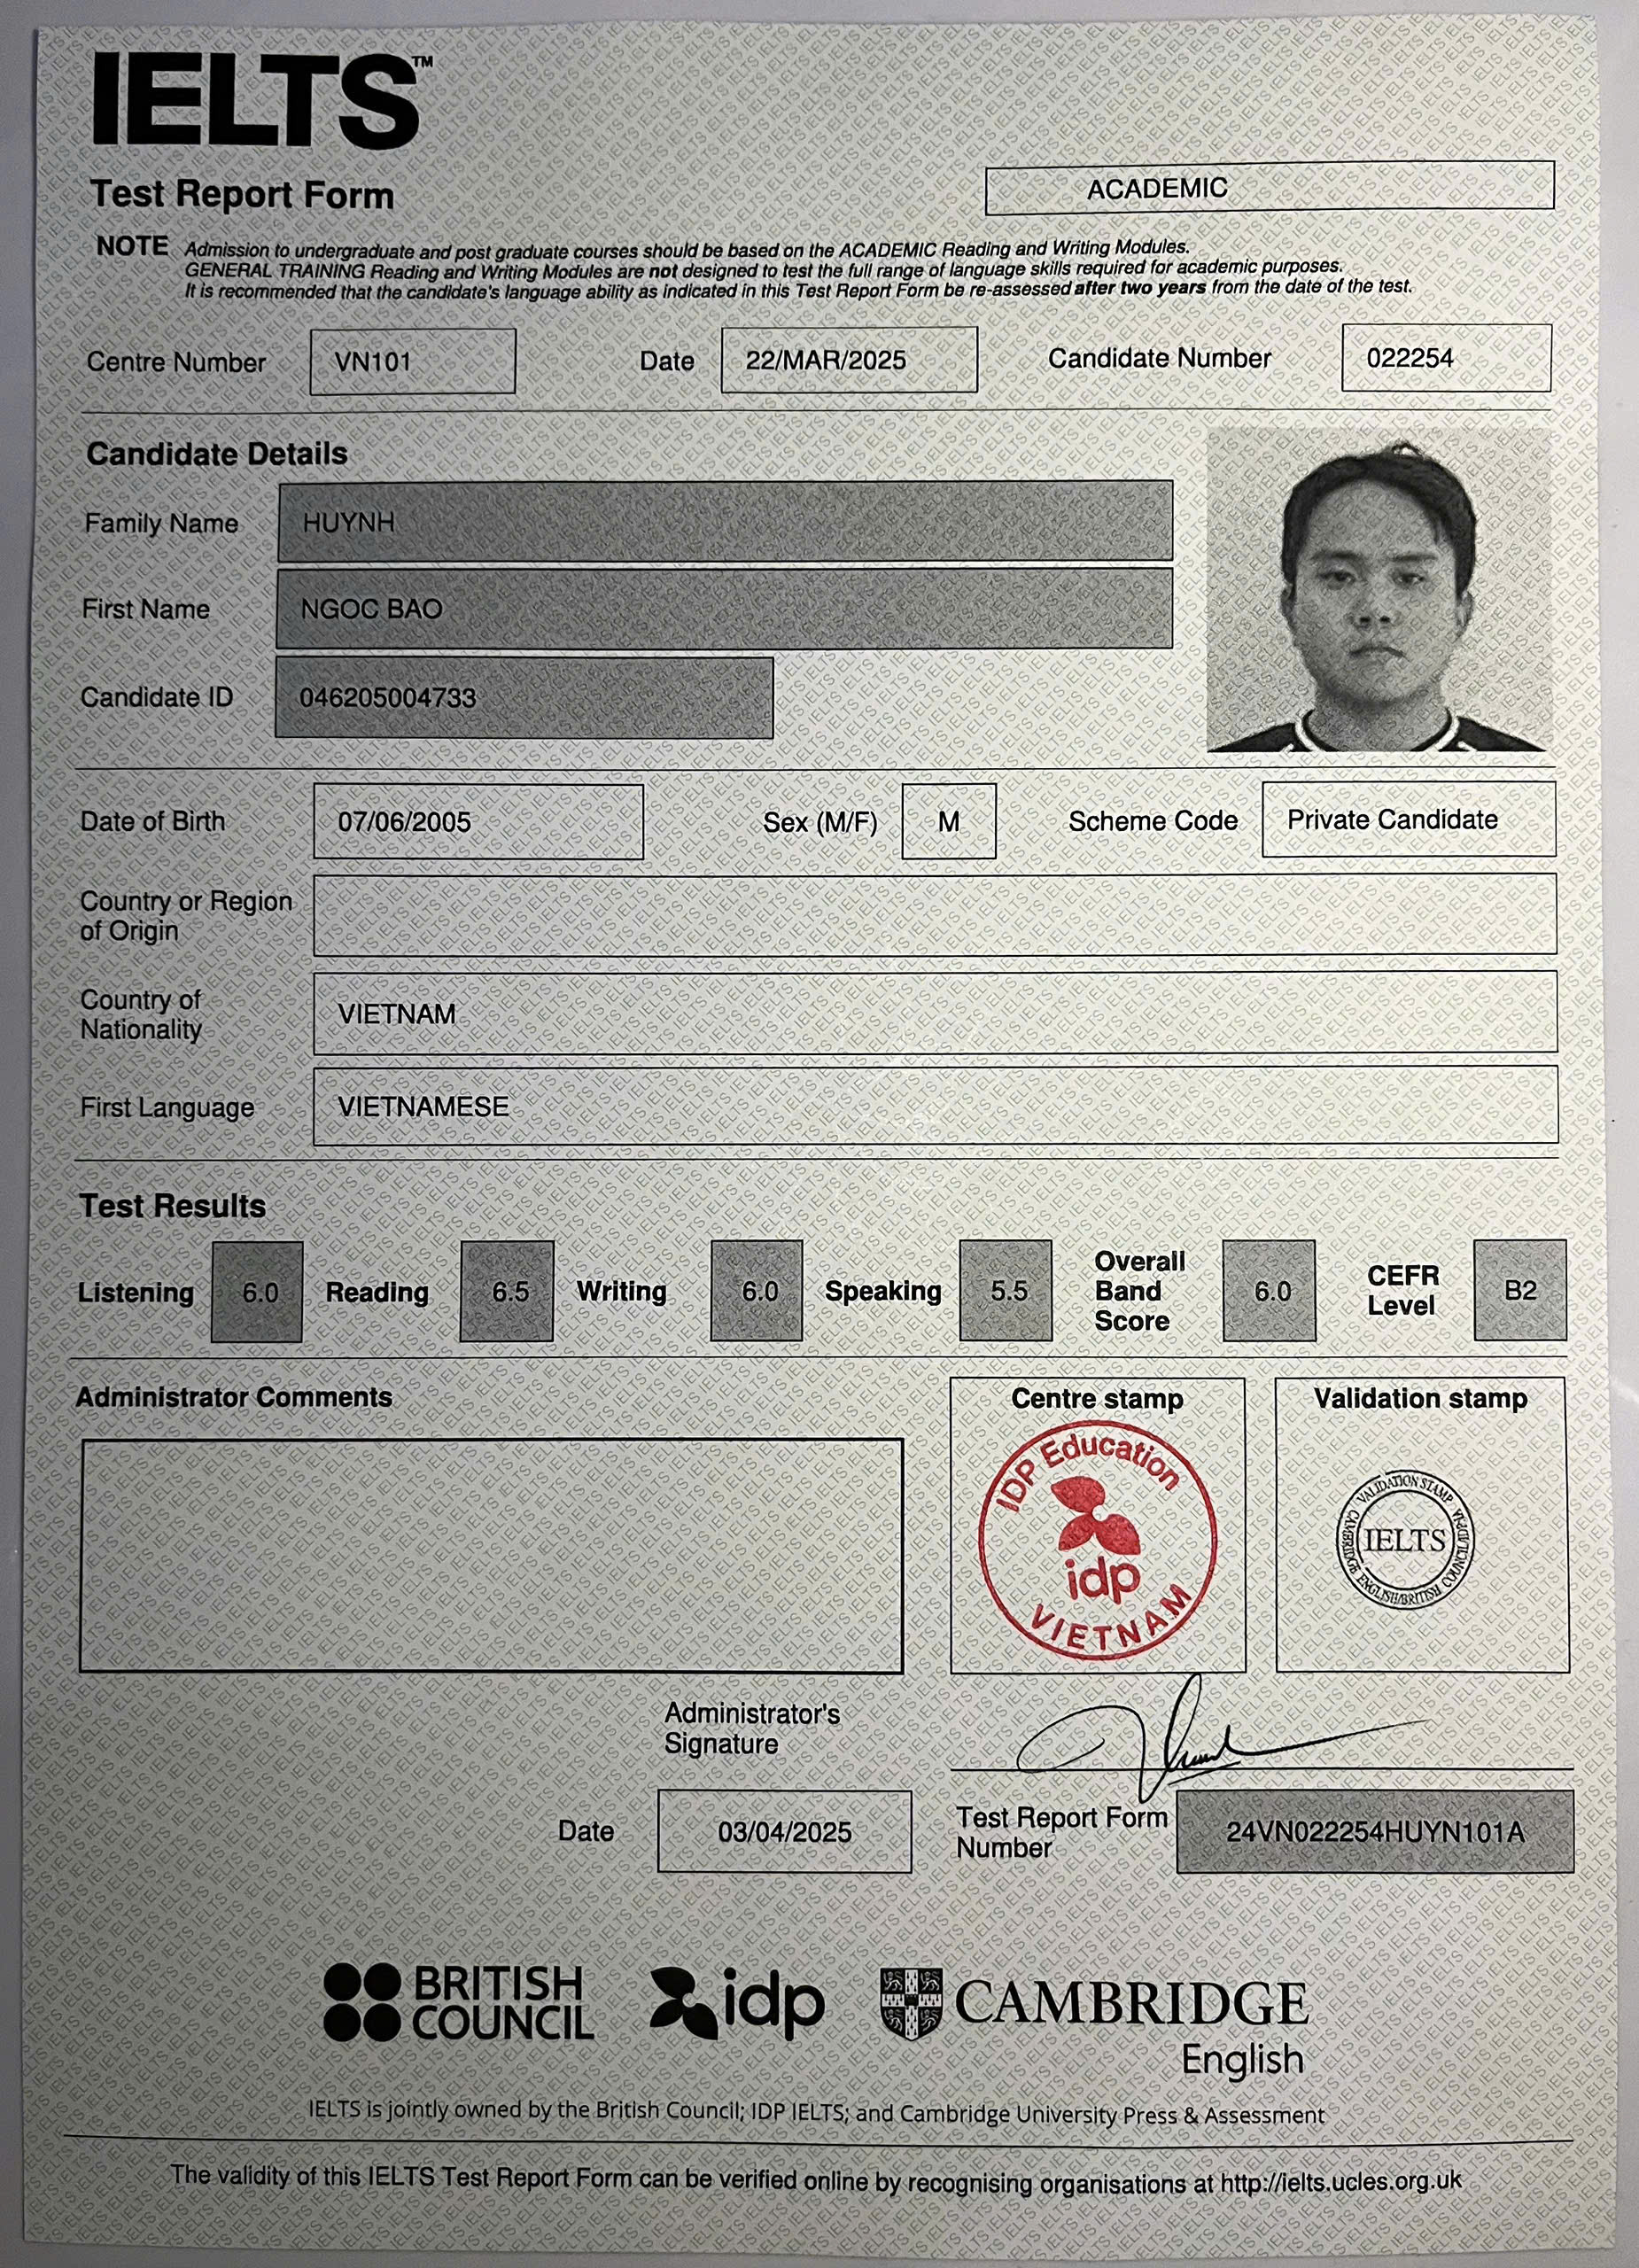 IELTS™
Test Report Form
ACADEMIC
NOTE Admission to undergraduate and post graduate courses should be based on the ACADEMIC Reading and Writing Modules.
GENERAL TRAINING Reading and Writing Modules are not designed to test the full range of language skills required for academic purposes.
It is recommended that the candidate's language ability as indicated in this Test Report Form be re-assessed after two years from the date of the test.
Centre Number VN101 Date 22/MAR/2025 Candidate Number 022254
Candidate Details
Family Name HUYNH
First Name NGOC BAO
Candidate ID 046205004733
Date of Birth 07/06/2005 Sex (M/F) M Scheme Code Private Candidate
Country or Region
of Origin
Country of
Nationality
VIETNAM
First Language VIETNAMESE
Test Results
Listening 6.0 Reading 6.5 Writing 6.0 Speaking 5.5
Overall
Band
Score
6.0
CEFR
Level
B2
Administrator Comments
Centre stamp
IDP Education
idp
VIETNAM
Validation stamp
VALIDATION STAMP
IELTS
CAMBRIDGE ENGLISH/BRITISH COUNCIL/IDP:IA
Administrator's
Signature
Date 03/04/2025
Test Report Form
Number
24VN022254HUYN101A
BRITISH
COUNCIL
idp
CAMBRIDGE
English
IELTS is jointly owned by the British Council; IDP IELTS; and Cambridge University Press & Assessment
The validity of this IELTS Test Report Form can be verified online by recognising organisations at http://ielts.ucles.org.uk